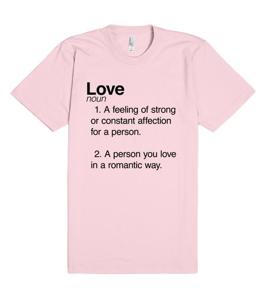 Love
noun
1. A feeling of strong
or constant affection
for a person.
2. A person you love
in a romantic way.